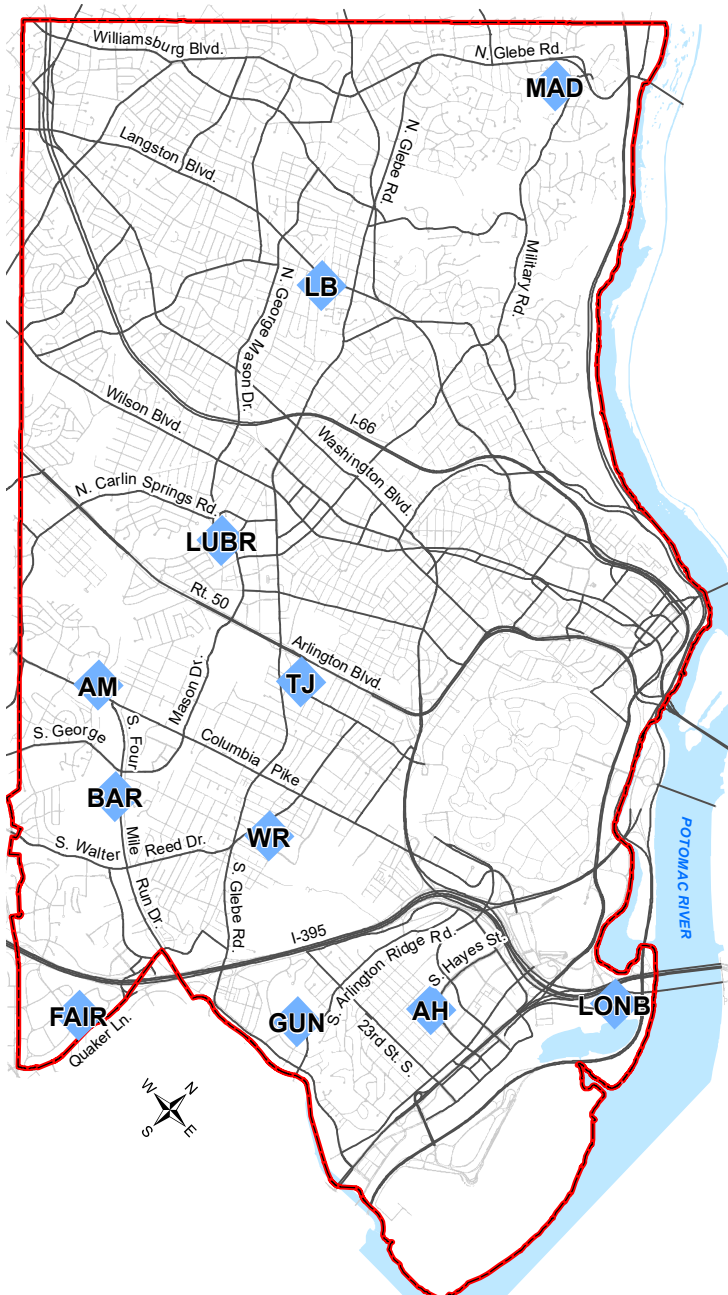 Williamsburg Blvd.
N. Glebe Rd.
MAD
Langston Blvd.
N. Glebe Rd.
Military Rd.
LB
N. George Mason Dr.
Wilson Blvd.
I-66
Washington Blvd.
N. Carlin Springs Rd.
LUBR
Rt. 50
Arlington Blvd.
AM
TJ
Mason Dr.
S. George
S. Four
Columbia Pike
BAR
WR
S. Walter Reed Dr.
Mile
Run Dr.
S. Glebe Rd.
POTOMAC RIVER
I-395
S. Arlington Ridge Rd.
S. Hayes St.
FAIR
GUN
AH
LONB
Quaker Ln.
23rd St. S.
W
N
S
E